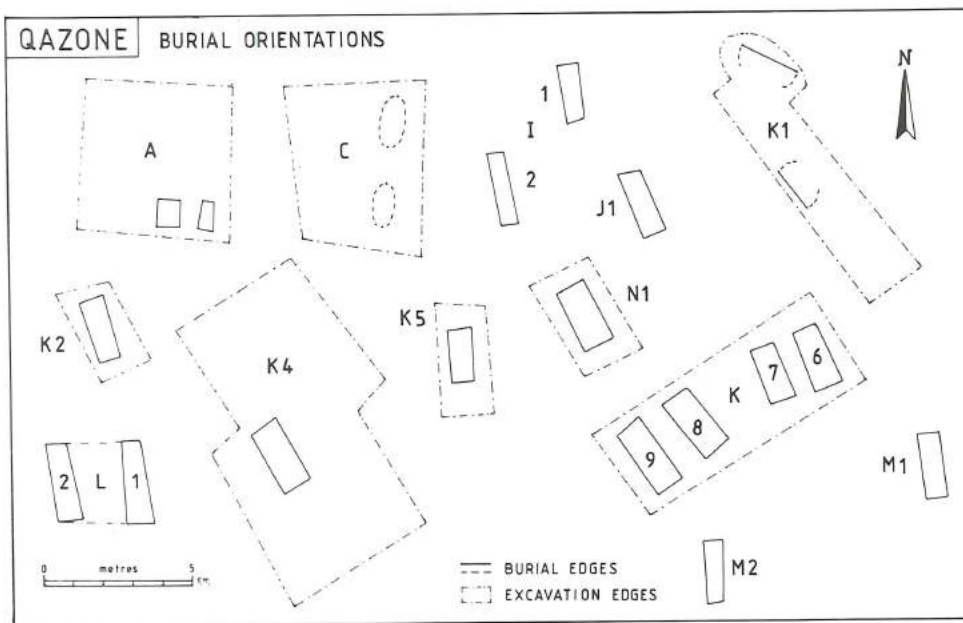 QAZONE BURIAL ORIENTATIONS
N
A
C
1
I
2
J1
K1
K2
K4
K5
N1
K
6
7
8
9
2 L 1
M1
M2
0 metres 5
BURIAL EDGES
EXCAVATION EDGES